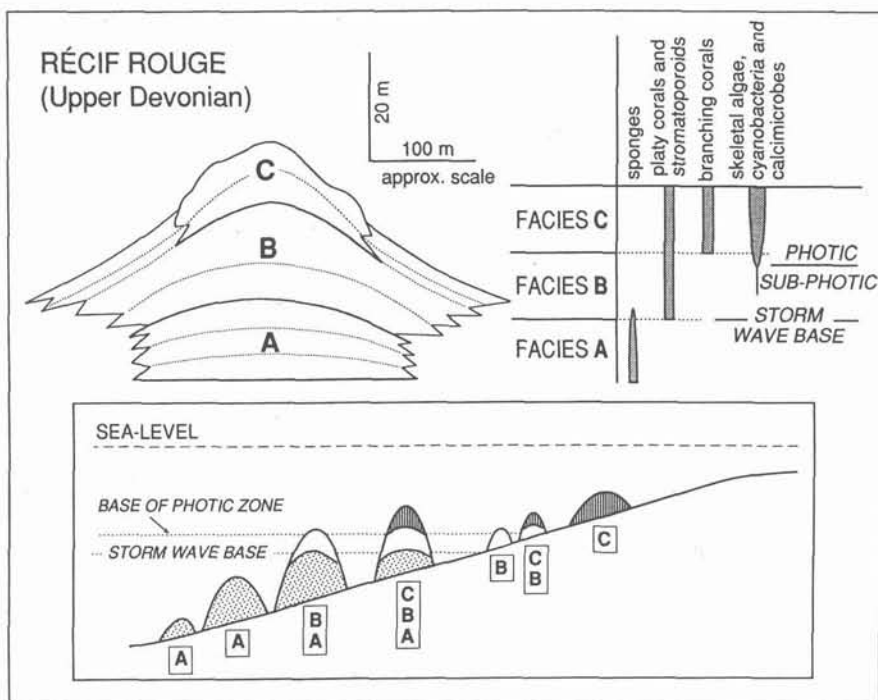 RÉCIF ROUGE
(Upper Devonian)
20 m
100 m
approx. scale
C
B
A
sponges
platy corals and
stromatoporoids
branching corals
skeletal algae,
cyanobacteria and
calcimicrobes
FACIES C
FACIES B
FACIES A
PHOTIC
SUB-PHOTIC
STORM
WAVE BASE
SEA-LEVEL
BASE OF PHOTIC ZONE
STORM WAVE BASE
A
A
B
A
C
B
A
B
C
B
C